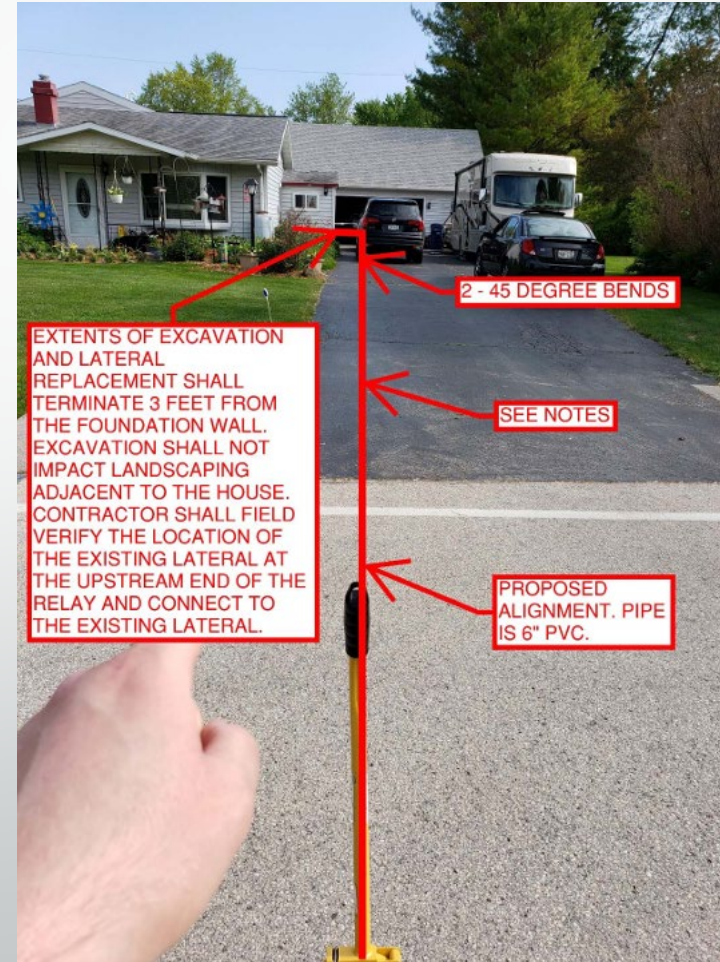 2 - 45 DEGREE BENDS
EXTENTS OF EXCAVATION
AND LATERAL
REPLACEMENT SHALL
TERMINATE 3 FEET FROM
THE FOUNDATION WALL.
EXCAVATION SHALL NOT
IMPACT LANDSCAPING
ADJACENT TO THE HOUSE.
CONTRACTOR SHALL FIELD
VERIFY THE LOCATION OF
THE EXISTING LATERAL AT
THE UPSTREAM END OF THE
RELAY AND CONNECT TO
THE EXISTING LATERAL.
SEE NOTES
PROPOSED
ALIGNMENT. PIPE
IS 6" PVC.